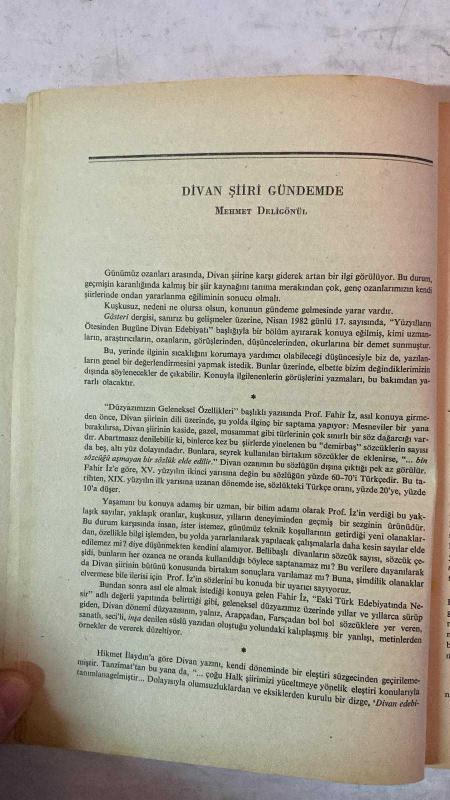 DİVAN ŞİİRİ GÜNDEMDE
MEHMET DELİGÖNÜL
Günümüz ozanları arasında, Divan şiirine karşı giderek artan bir ilgi görülüyor. Bu durum,
geçmişin karanlığında kalmış bir şiir kaynağını tanıma merakından çok, genç ozanlarımızın kendi
şiirlerinde ondan yararlanma eğiliminin sonucu olmalı.
Kuşkusuz, nedeni ne olursa olsun, konunun gündeme gelmesinde yarar vardır.
Gösteri dergisi, sanırız bu gelişmeler üzerine, Nisan 1982 günlü 17. sayısında, “Yüzyılların
Ötesinden Bugüne Divan Edebiyatı” başlığıyla bir bölüm ayırarak konuya eğilmiş, kimi uzman-
ların, araştırıcıların, ozanların, görüşlerinden, düşüncelerinden, okurlarına bir demet sunmuştur.
Bu, yerinde ilginin sıcaklığını korumaya yardımcı olabileceği düşüncesiyle biz de, yazılan-
ların genel bir değerlendirmesini yapmak istedik. Bunlar üzerinde, elbette bizim değindiklerimizin
dışında söylenecekler de çıkabilir. Konuyla ilgilenenlerin görüşlerini yazmaları, bu bakımdan ya-
rarlı olacaktır.
*
“Düzyazımızın Geleneksel Özellikleri” başlıklı yazısında Prof. Fahir İz, asıl konuya girme-
den önce, Divan şiirinin dili üzerinde, şu yolda ilginç bir saptama yapıyor: Mesneviler bir yana
bırakılırsa, Divan şiirinin kaside, gazel, musammat gibi türlerinin çok sınırlı bir söz dağarcığı var-
dır. Abartmasız denilebilir ki, binlerce kez bu şiirlerde yinelenen bu “demirbaş” sözcüklerin sayısı
da beş, altı yüz dolayındadır. Bunlara, seyrek kullanılan birtakım sözcükler de eklenirse, “... bin
sözcüğü aşmayan bir sözlük elde edilir.” Divan ozanının bu sözlüğün dışına çıktığı pek az görülür.
Fahir İz'e göre, XV. yüzyılın ikinci yarısına değin bu sözlüğün yüzde 60-70'i Türkçedir. Bu ta-
rihten, XIX. yüzyılın ilk yarısına uzanan dönemde ise, sözlükteki Türkçe oranı, yüzde 20'ye, yüzde
10'a düşer.
Yaşamını bu konuya adamış bir uzman, bir bilim adamı olarak Prof. İz'in verdiği bu yak-
laşık sayılar, yaklaşık oranlar, kuşkusuz, yılların deneyiminden geçmiş bir sezginin ürünüdür.
Bu durum karşısında insan, ister istemez, günümüz teknik koşullarının getirdiği yeni olanaklar-
dan, özellikle bilgi işlemden, bu yolda yararlanılarak yapılacak çalışmalarla daha kesin sayılar elde
edilemez mi? diye düşünmekten kendini alamıyor. Bellibaşlı divanların sözcük sayısı, sözcük çe-
şidi, bunların her ozanca ne oranda kullanıldığı böylece saptanamaz mı? Bu verilere dayanılarak
da Divan şiirinin bütünü konusunda birtakım sonuçlara varılamaz mı? Buna, şimdilik olanaklar
elvermese bile ilerisi için Prof. İz'in sözlerini bu konuda bir uyarıcı sayıyoruz.
Bundan sonra asıl ele almak istediği konuya gelen Fahir İz, “Eski Türk Edebiyatında Ne-
sir” adlı değerli yapıtında belirttiği gibi, geleneksel düzyazımız üzerinde yıllar ve yıllarca sürüp
giden, Divan dönemi düzyazısının, yalnız, Arapçadan, Farsçadan bol bol sözcüklere yer veren,
sanatlı, seci'li, inşa denilen süslü yazıdan oluştuğu yolundaki kalıplaşmış bir yanlışı, metinlerden
örnekler de vererek düzeltiyor.
*
Hikmet İlaydın'a göre Divan yazını, kendi döneminde bir eleştiri süzgecinden geçirileme-
miştir. Tanzimat'tan bu yana da, “... çoğu Halk şiirimizi yüceltmeye yönelik eleştiri konularıyla
tanımlanagelmiştir... Dolayısıyla olumsuzluklardan ve eksiklerden kurulu bir dizge, 'Divan edebi-